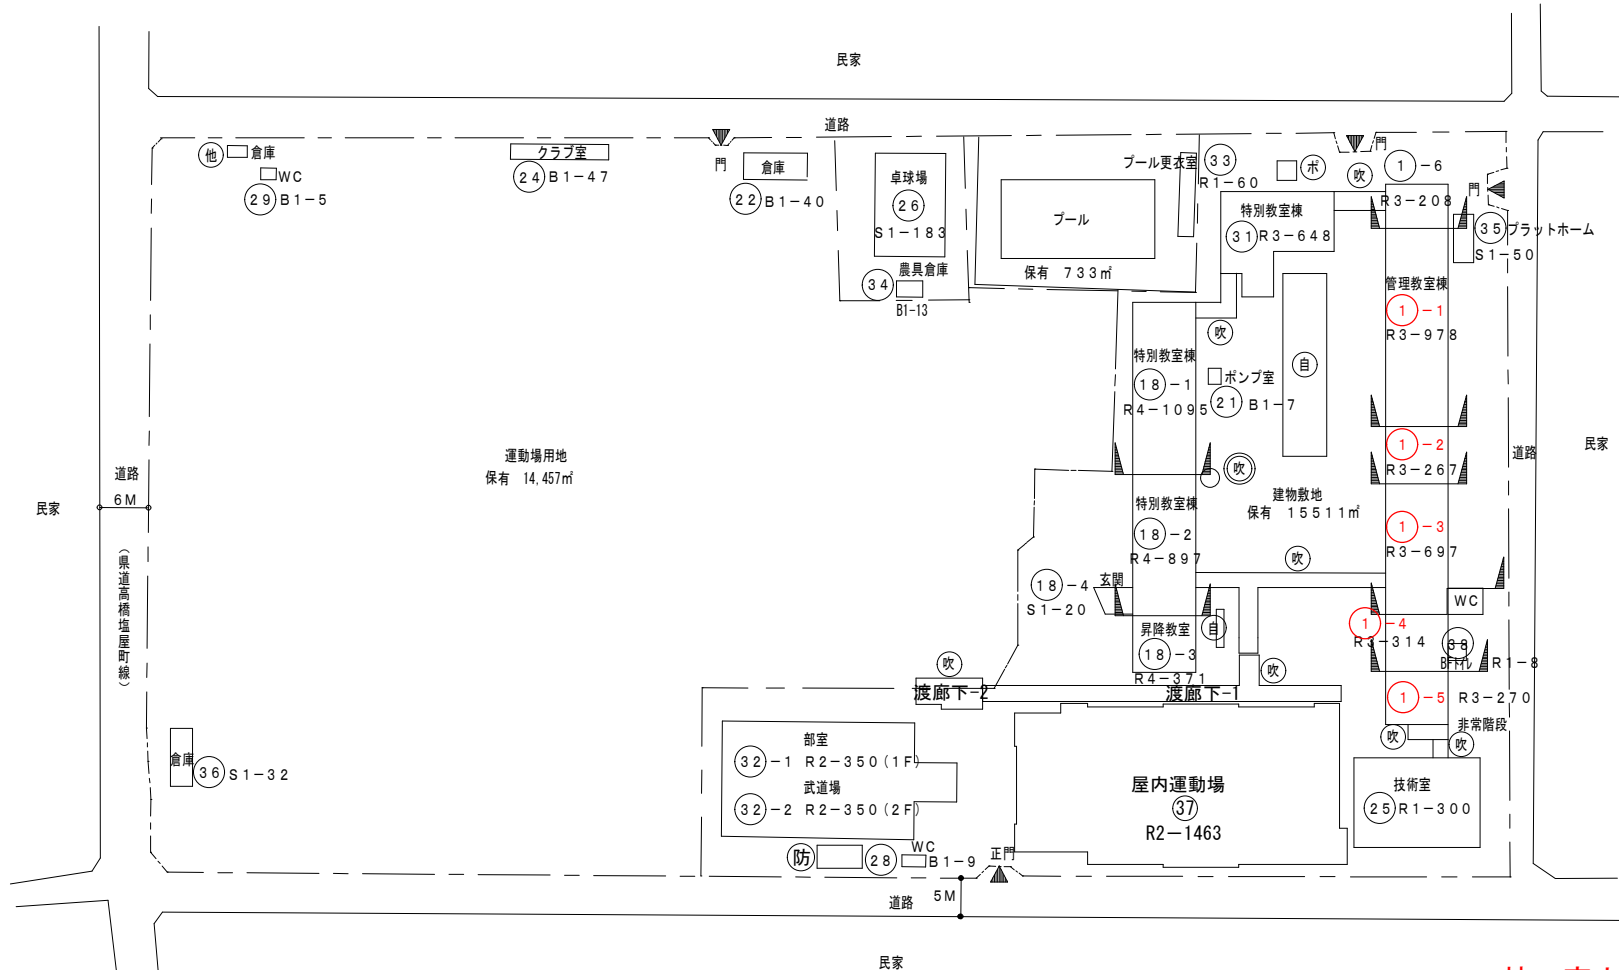 民家
道路
他
倉庫
WC
29 B1-5
クラブ室
24 B1-47
門
倉庫
22 B1-40
卓球場
26
S1-183
農具倉庫
34
B1-13
プール更衣室
33
R1-60
プール
保有 733㎡
ポ
吹
門
1-6
R3-208
門
35 プラットホーム
S1-50
特別教室棟
31 R3-648
管理教室棟
1-1
R3-978
吹
特別教室棟
18-1
R4-1095
ポンプ室
21 B1-7
自
1-2
R3-267
吹
特別教室棟
18-2
R4-897
建物敷地
保有 15511㎡
1-3
R3-697
道路
民家
運動場用地
保有 14,457㎡
道路
6M
民家
(県道高橋塩屋町線)
吹
玄関
18-4
S1-20
昇降教室
18-3
R4-371
自
WC
1-4
R3-314
38
R1-8
吹
吹
渡廊下-2
渡廊下-1
1-5 R3-270
非常階段
吹
吹
倉庫
36 S1-32
部室
32-1 R2-350(1F)
武道場
32-2 R2-350(2F)
屋内運動場
37
R2-1463
技術室
25 R1-300
防
28
WC
B1-9
正門
道路
5M
民家